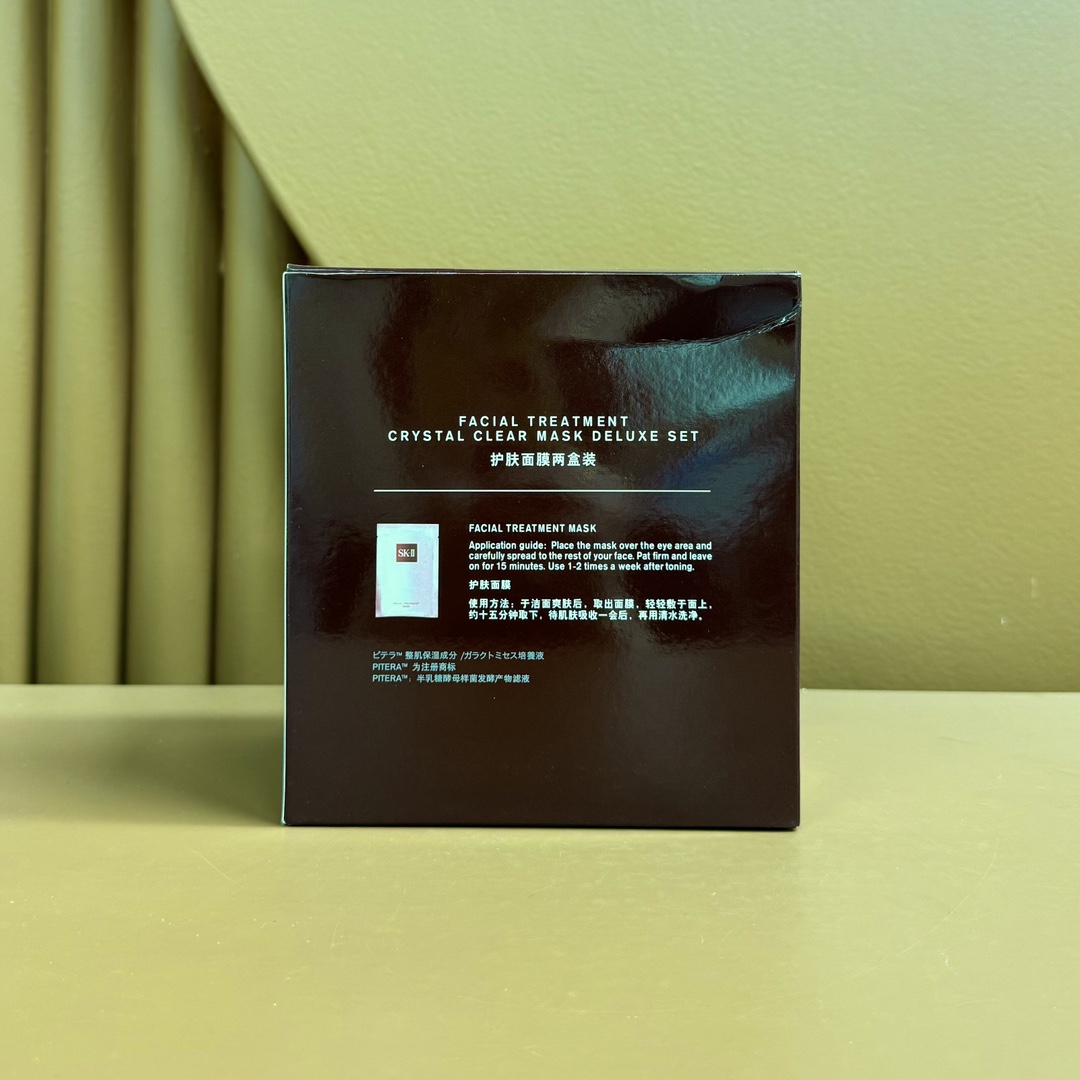 FACIAL TREATMENT
CRYSTAL CLEAR MASK DELUXE SET
护肤面膜两盒装
SK-II
FACIAL TREATMENT
MASK
FACIAL TREATMENT MASK
Application guide: Place the mask over the eye area and
carefully spread to the rest of your face. Pat firm and leave
on for 15 minutes. Use 1-2 times a week after toning.
护肤面膜
使用方法：于洁面爽肤后，取出面膜，轻轻敷于面上，
约十五分钟取下，待肌肤吸收一会后，再用清水洗净。
ピテラ™ 整肌保湿成分 /ガラクトミセス培養液
PITERA™ 为注册商标
PITERA™：半乳糖酵母样菌发酵产物滤液